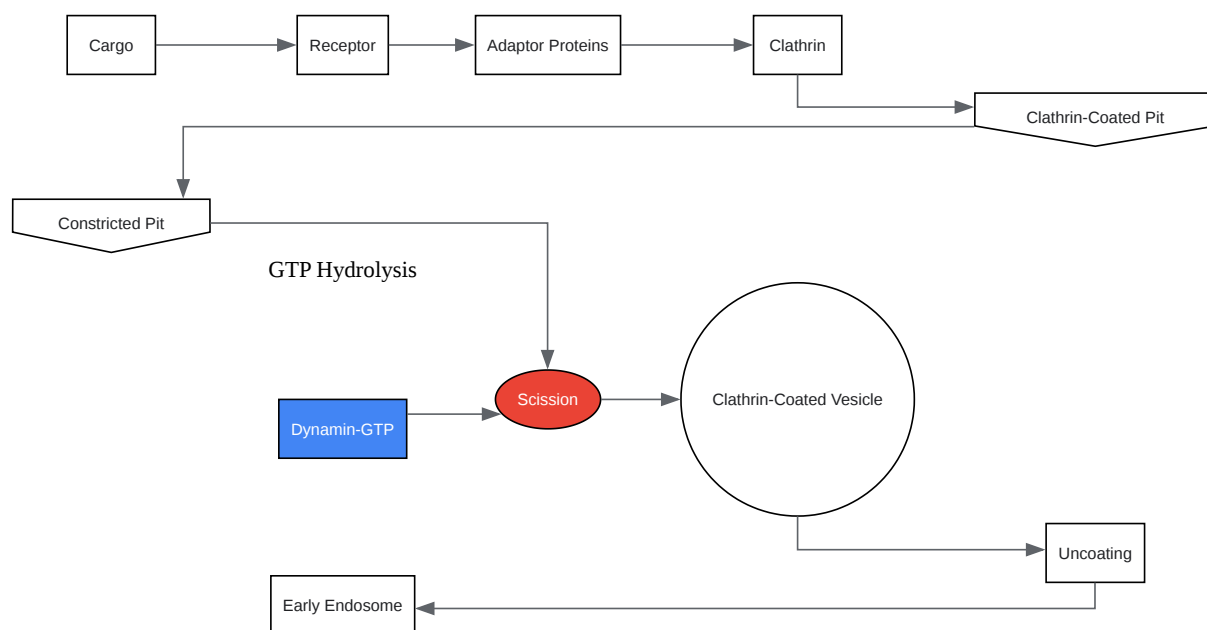 Cargo
Receptor
Adaptor Proteins
Clathrin
Clathrin-Coated Pit
Constricted Pit
GTP Hydrolysis
Scission
Clathrin-Coated Vesicle
Dynamin-GTP
Uncoating
Early Endosome